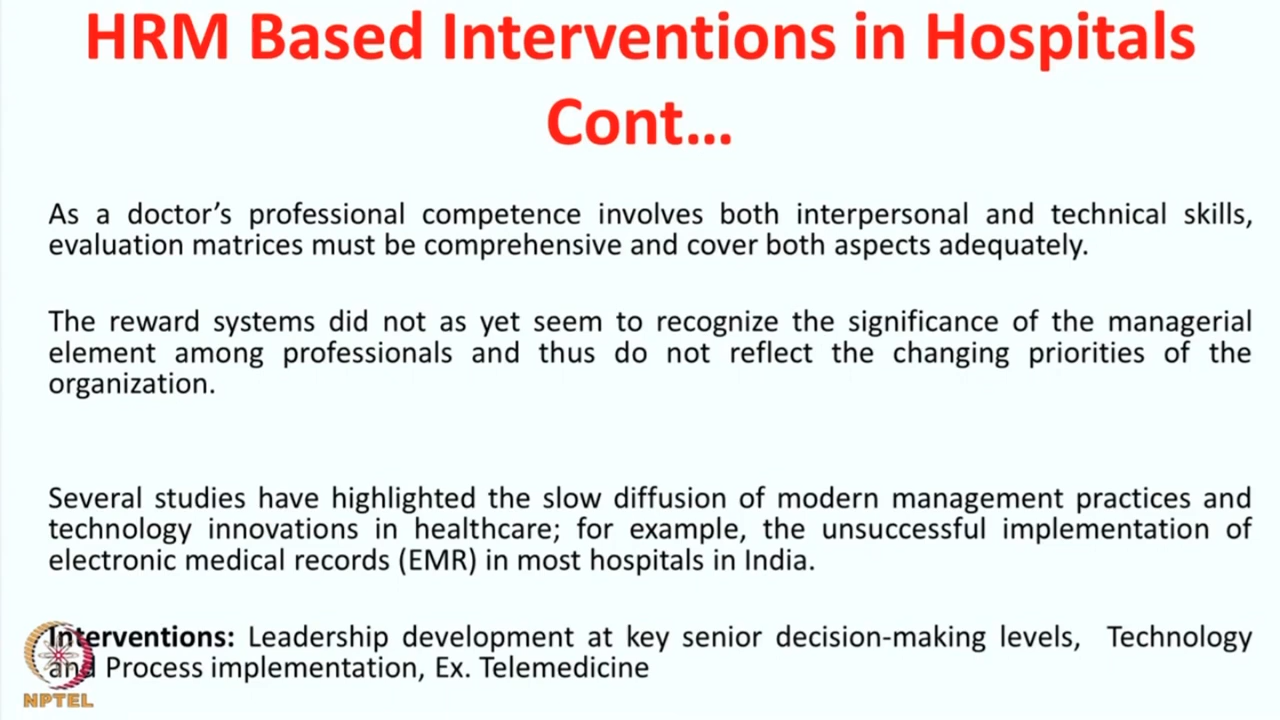 HRM Based Interventions in Hospitals
Cont...
As a doctor's professional competence involves both interpersonal and technical skills,
evaluation matrices must be comprehensive and cover both aspects adequately.
The reward systems did not as yet seem to recognize the significance of the managerial
element among professionals and thus do not reflect the changing priorities of the
organization.
Several studies have highlighted the slow diffusion of modern management practices and
technology innovations in healthcare; for example, the unsuccessful implementation of
electronic medical records (EMR) in most hospitals in India.
Interventions: Leadership development at key senior decision-making levels, Technology
and Process implementation, Ex. Telemedicine
NPTEL